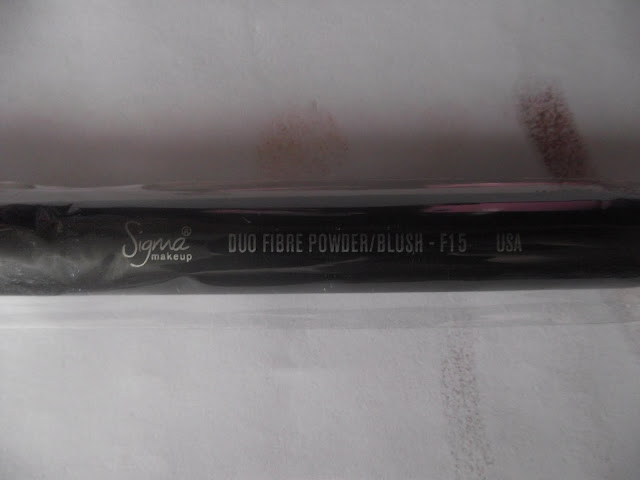 Sigma® DUO FIBRE POWDER/BLUSH - F15 USA
makeup